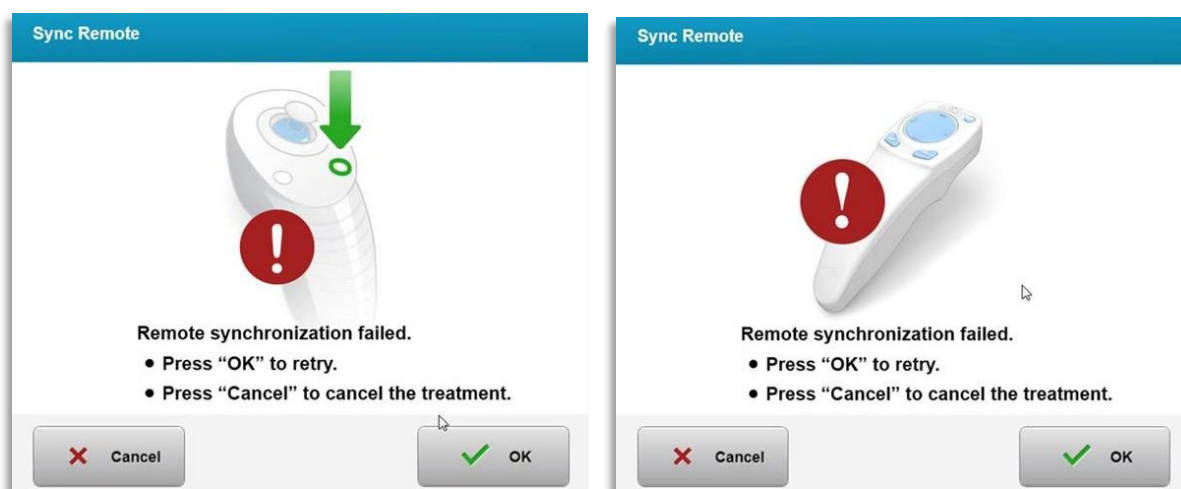 Sync Remote
Remote synchronization failed.
• Press “OK” to retry.
• Press “Cancel” to cancel the treatment.
Cancel
OK
Sync Remote
Remote synchronization failed.
• Press “OK” to retry.
• Press “Cancel” to cancel the treatment.
Cancel
OK